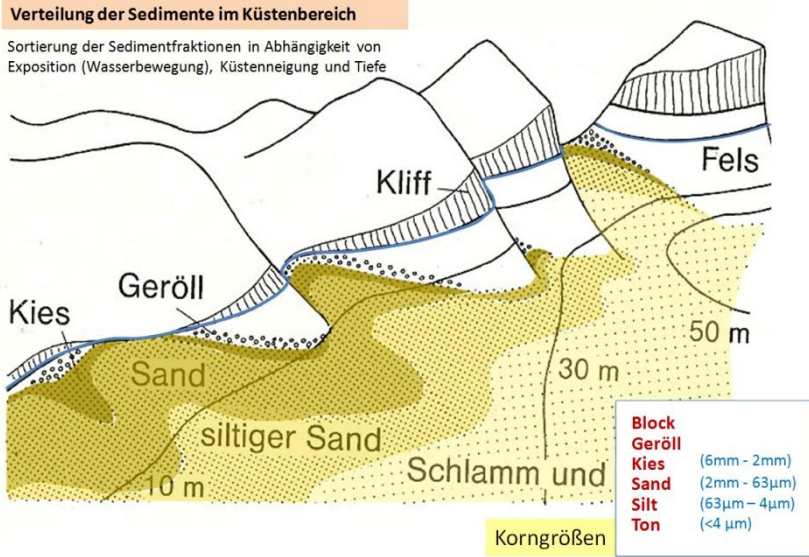 Verteilung der Sedimente im Küstenbereich
Sortierung der Sedimentfraktionen in Abhängigkeit von
Exposition (Wasserbewegung), Küstenneigung und Tiefe
Kliff
Fels
Geröll
Kies
Sand
siltiger Sand
Schlamm und
10 m
30 m
50 m
Block
Geröll
Kies (6mm - 2mm)
Sand (2mm - 63µm)
Silt (63µm – 4µm)
Ton (<4 µm)
Korngrößen